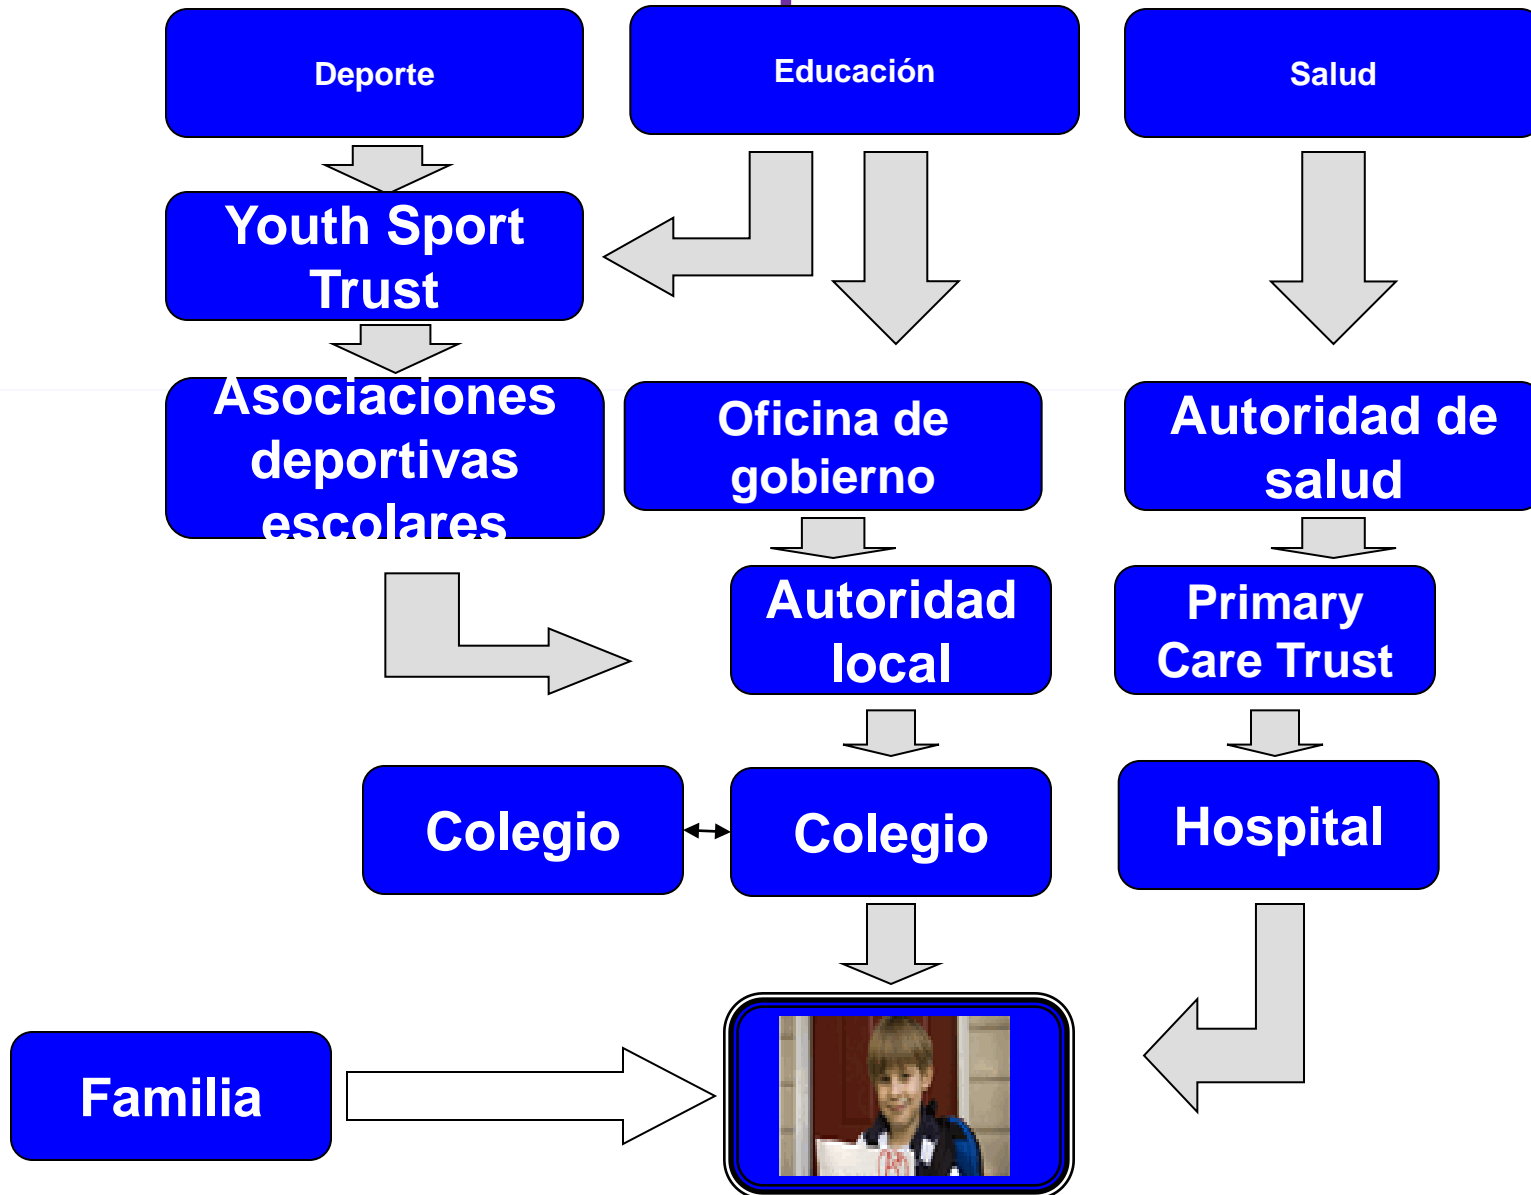 Deporte
Educación
Salud
Youth Sport
Trust
Asociaciones
deportivas
escolares
Oficina de
gobierno
Autoridad de
salud
Autoridad
local
Primary
Care Trust
Colegio
Colegio
Hospital
Familia